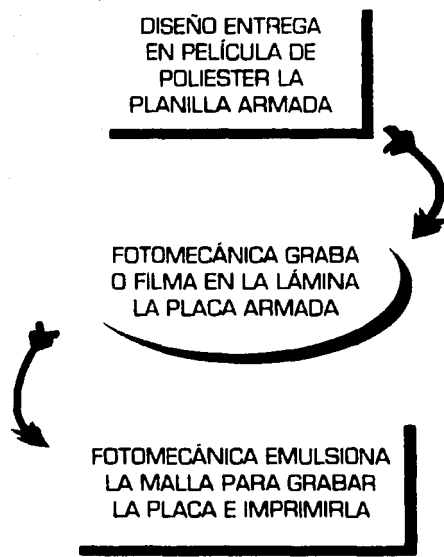 DISEÑO ENTREGA
EN PELÍCULA DE
POLIESTER LA
PLANILLA ARMADA
FOTOMECÁNICA GRABA
O FILMA EN LA LÁMINA
LA PLACA ARMADA
FOTOMECÁNICA EMULSIONA
LA MALLA PARA GRABAR
LA PLACA E IMPRIMIRLA